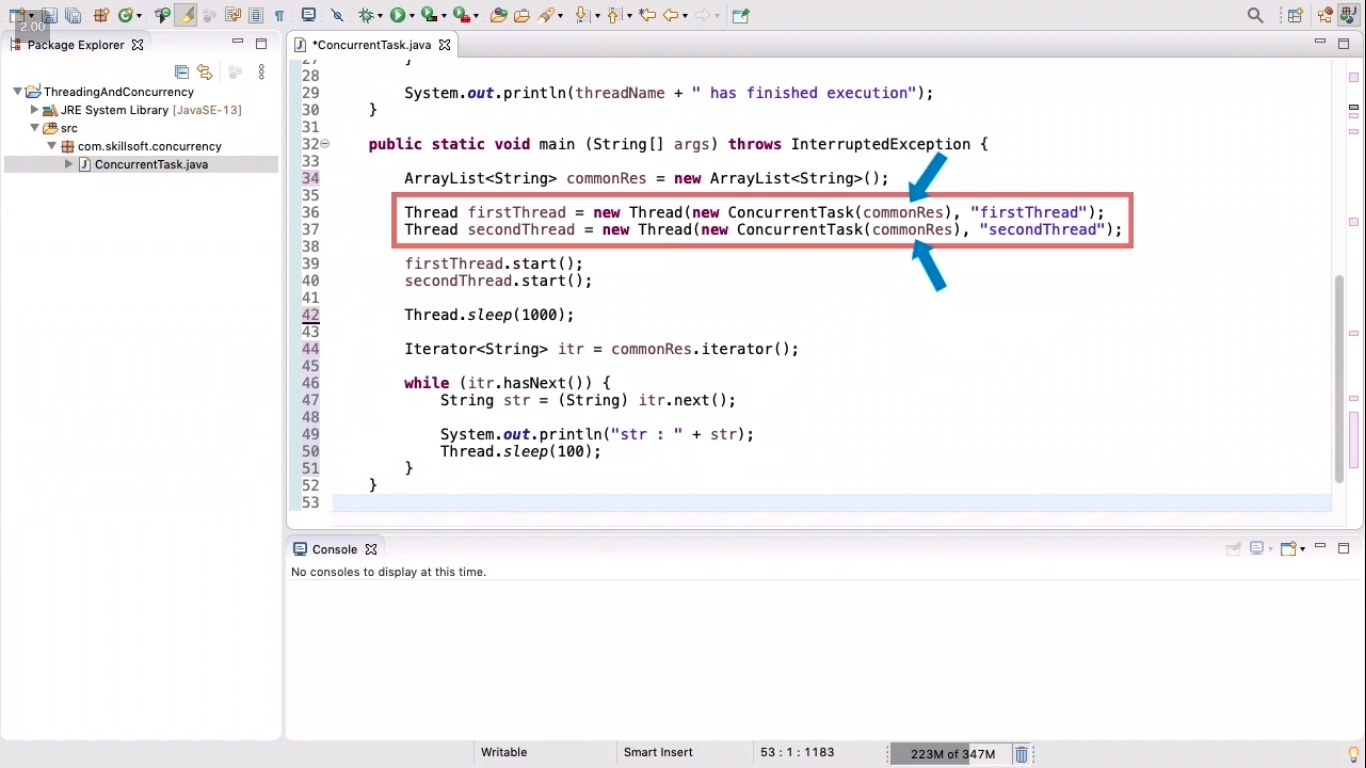 2.00
Package Explorer
ThreadingAndConcurrency
JRE System Library [JavaSE-13]
src
com.skillsoft.concurrency
ConcurrentTask.java
*ConcurrentTask.java
27 }
28
29 System.out.println(threadName + " has finished execution");
30 }
31
32 public static void main (String[] args) throws InterruptedException {
33
34 ArrayList<String> commonRes = new ArrayList<String>();
35
36 Thread firstThread = new Thread(new ConcurrentTask(commonRes), "firstThread");
37 Thread secondThread = new Thread(new ConcurrentTask(commonRes), "secondThread");
38
39 firstThread.start();
40 secondThread.start();
41
42 Thread.sleep(1000);
43
44 Iterator<String> itr = commonRes.iterator();
45
46 while (itr.hasNext()) {
47 String str = (String) itr.next();
48
49 System.out.println("str : " + str);
50 Thread.sleep(100);
51 }
52 }
53
Console
No consoles to display at this time.
Writable Smart Insert 53 : 1 : 1183 223M of 347M